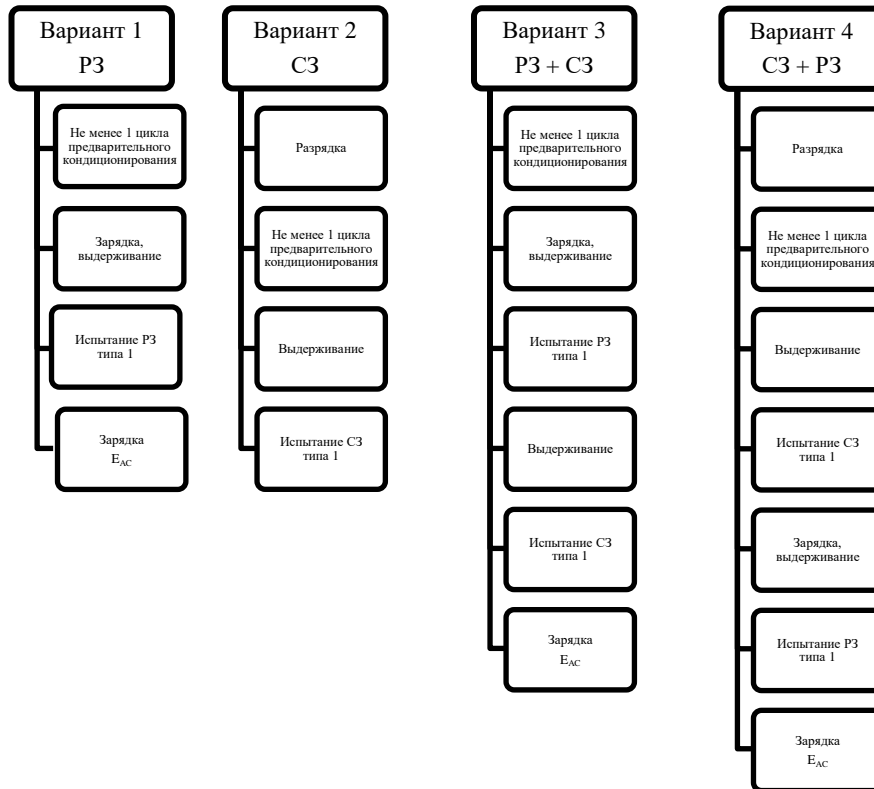 Вариант 1
РЗ
Не менее 1 цикла
предварительного
кондиционирования
Зарядка,
выдерживание
Испытание РЗ
типа 1
Зарядка
E_AC
Вариант 2
СЗ
Разрядка
Не менее 1 цикла
предварительного
кондиционирования
Выдерживание
Испытание СЗ
типа 1
Вариант 3
РЗ + СЗ
Не менее 1 цикла
предварительного
кондиционирования
Зарядка,
выдерживание
Испытание РЗ
типа 1
Выдерживание
Испытание СЗ
типа 1
Зарядка
E_AC
Вариант 4
СЗ + РЗ
Разрядка
Не менее 1 цикла
предварительного
кондиционирования
Выдерживание
Испытание СЗ
типа 1
Зарядка,
выдерживание
Испытание РЗ
типа 1
Зарядка
E_AC